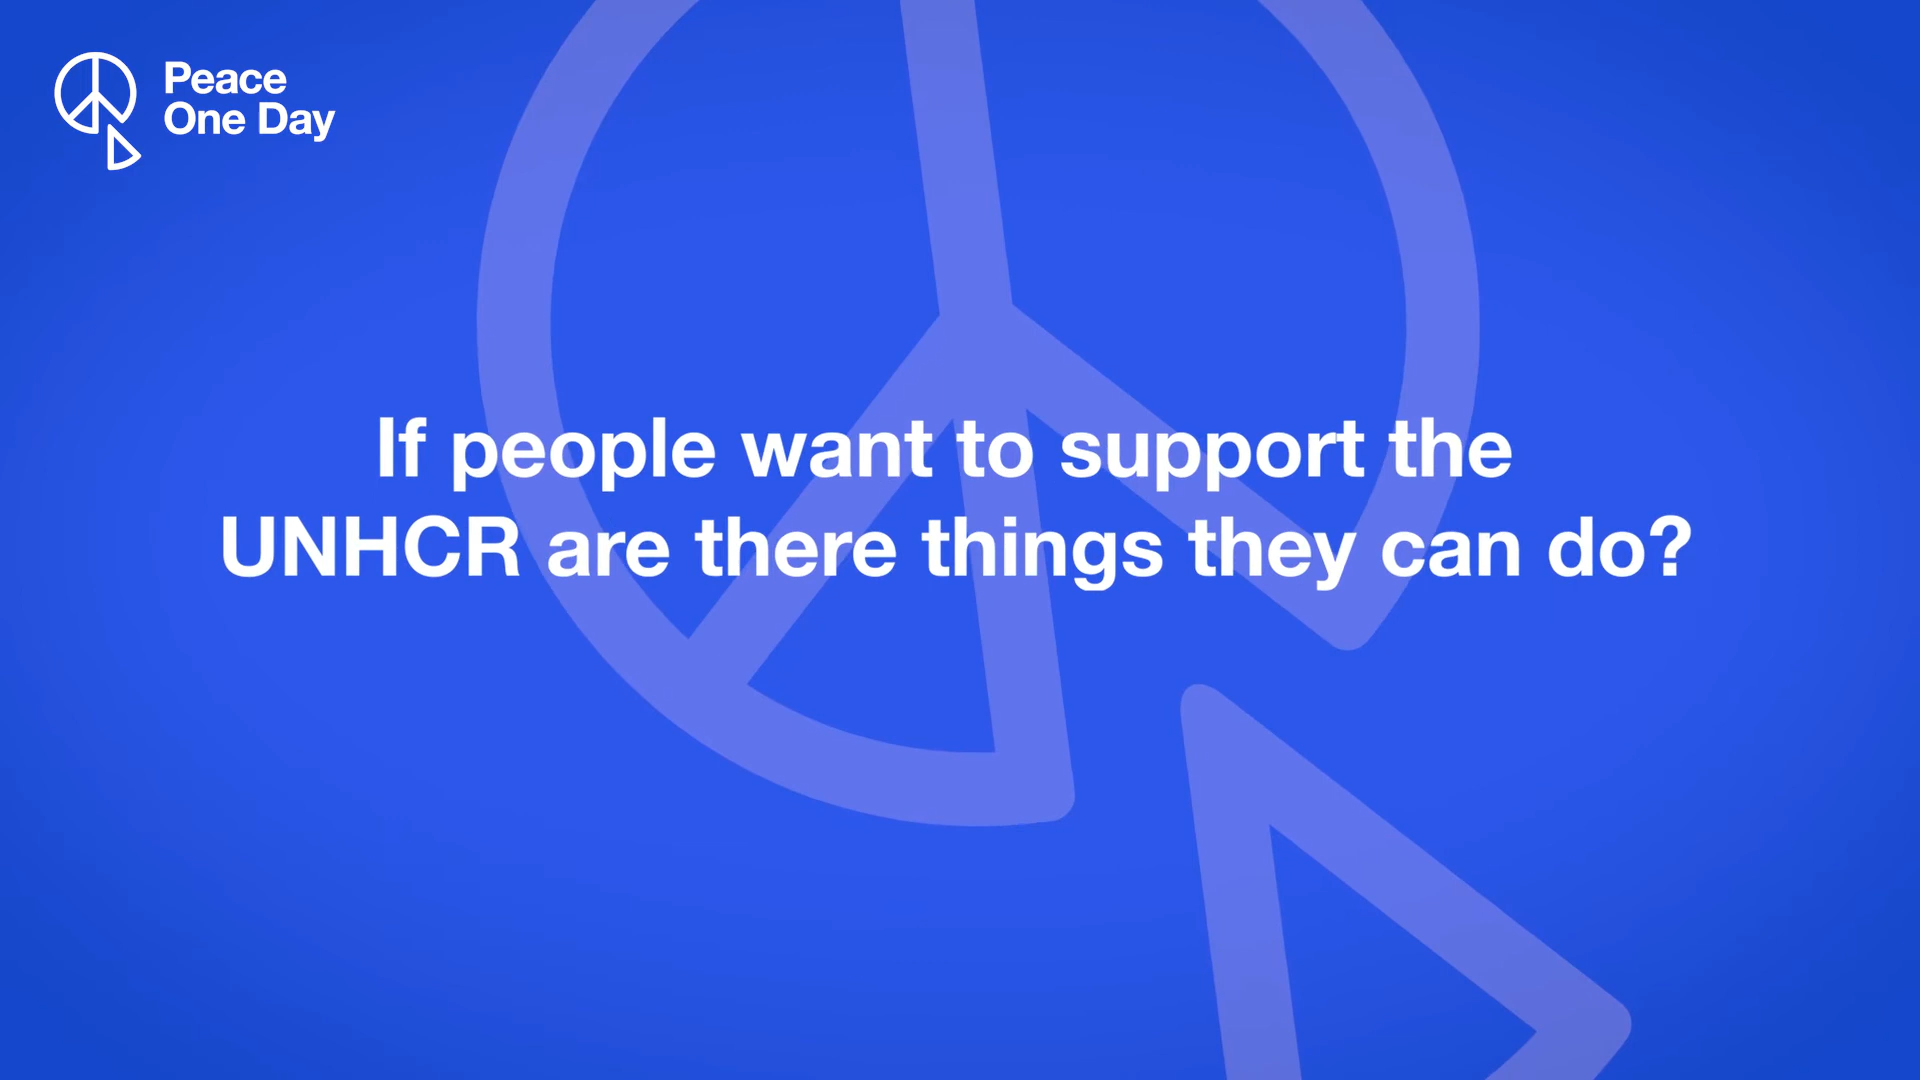 Peace
One Day
If people want to support the
UNHCR are there things they can do?